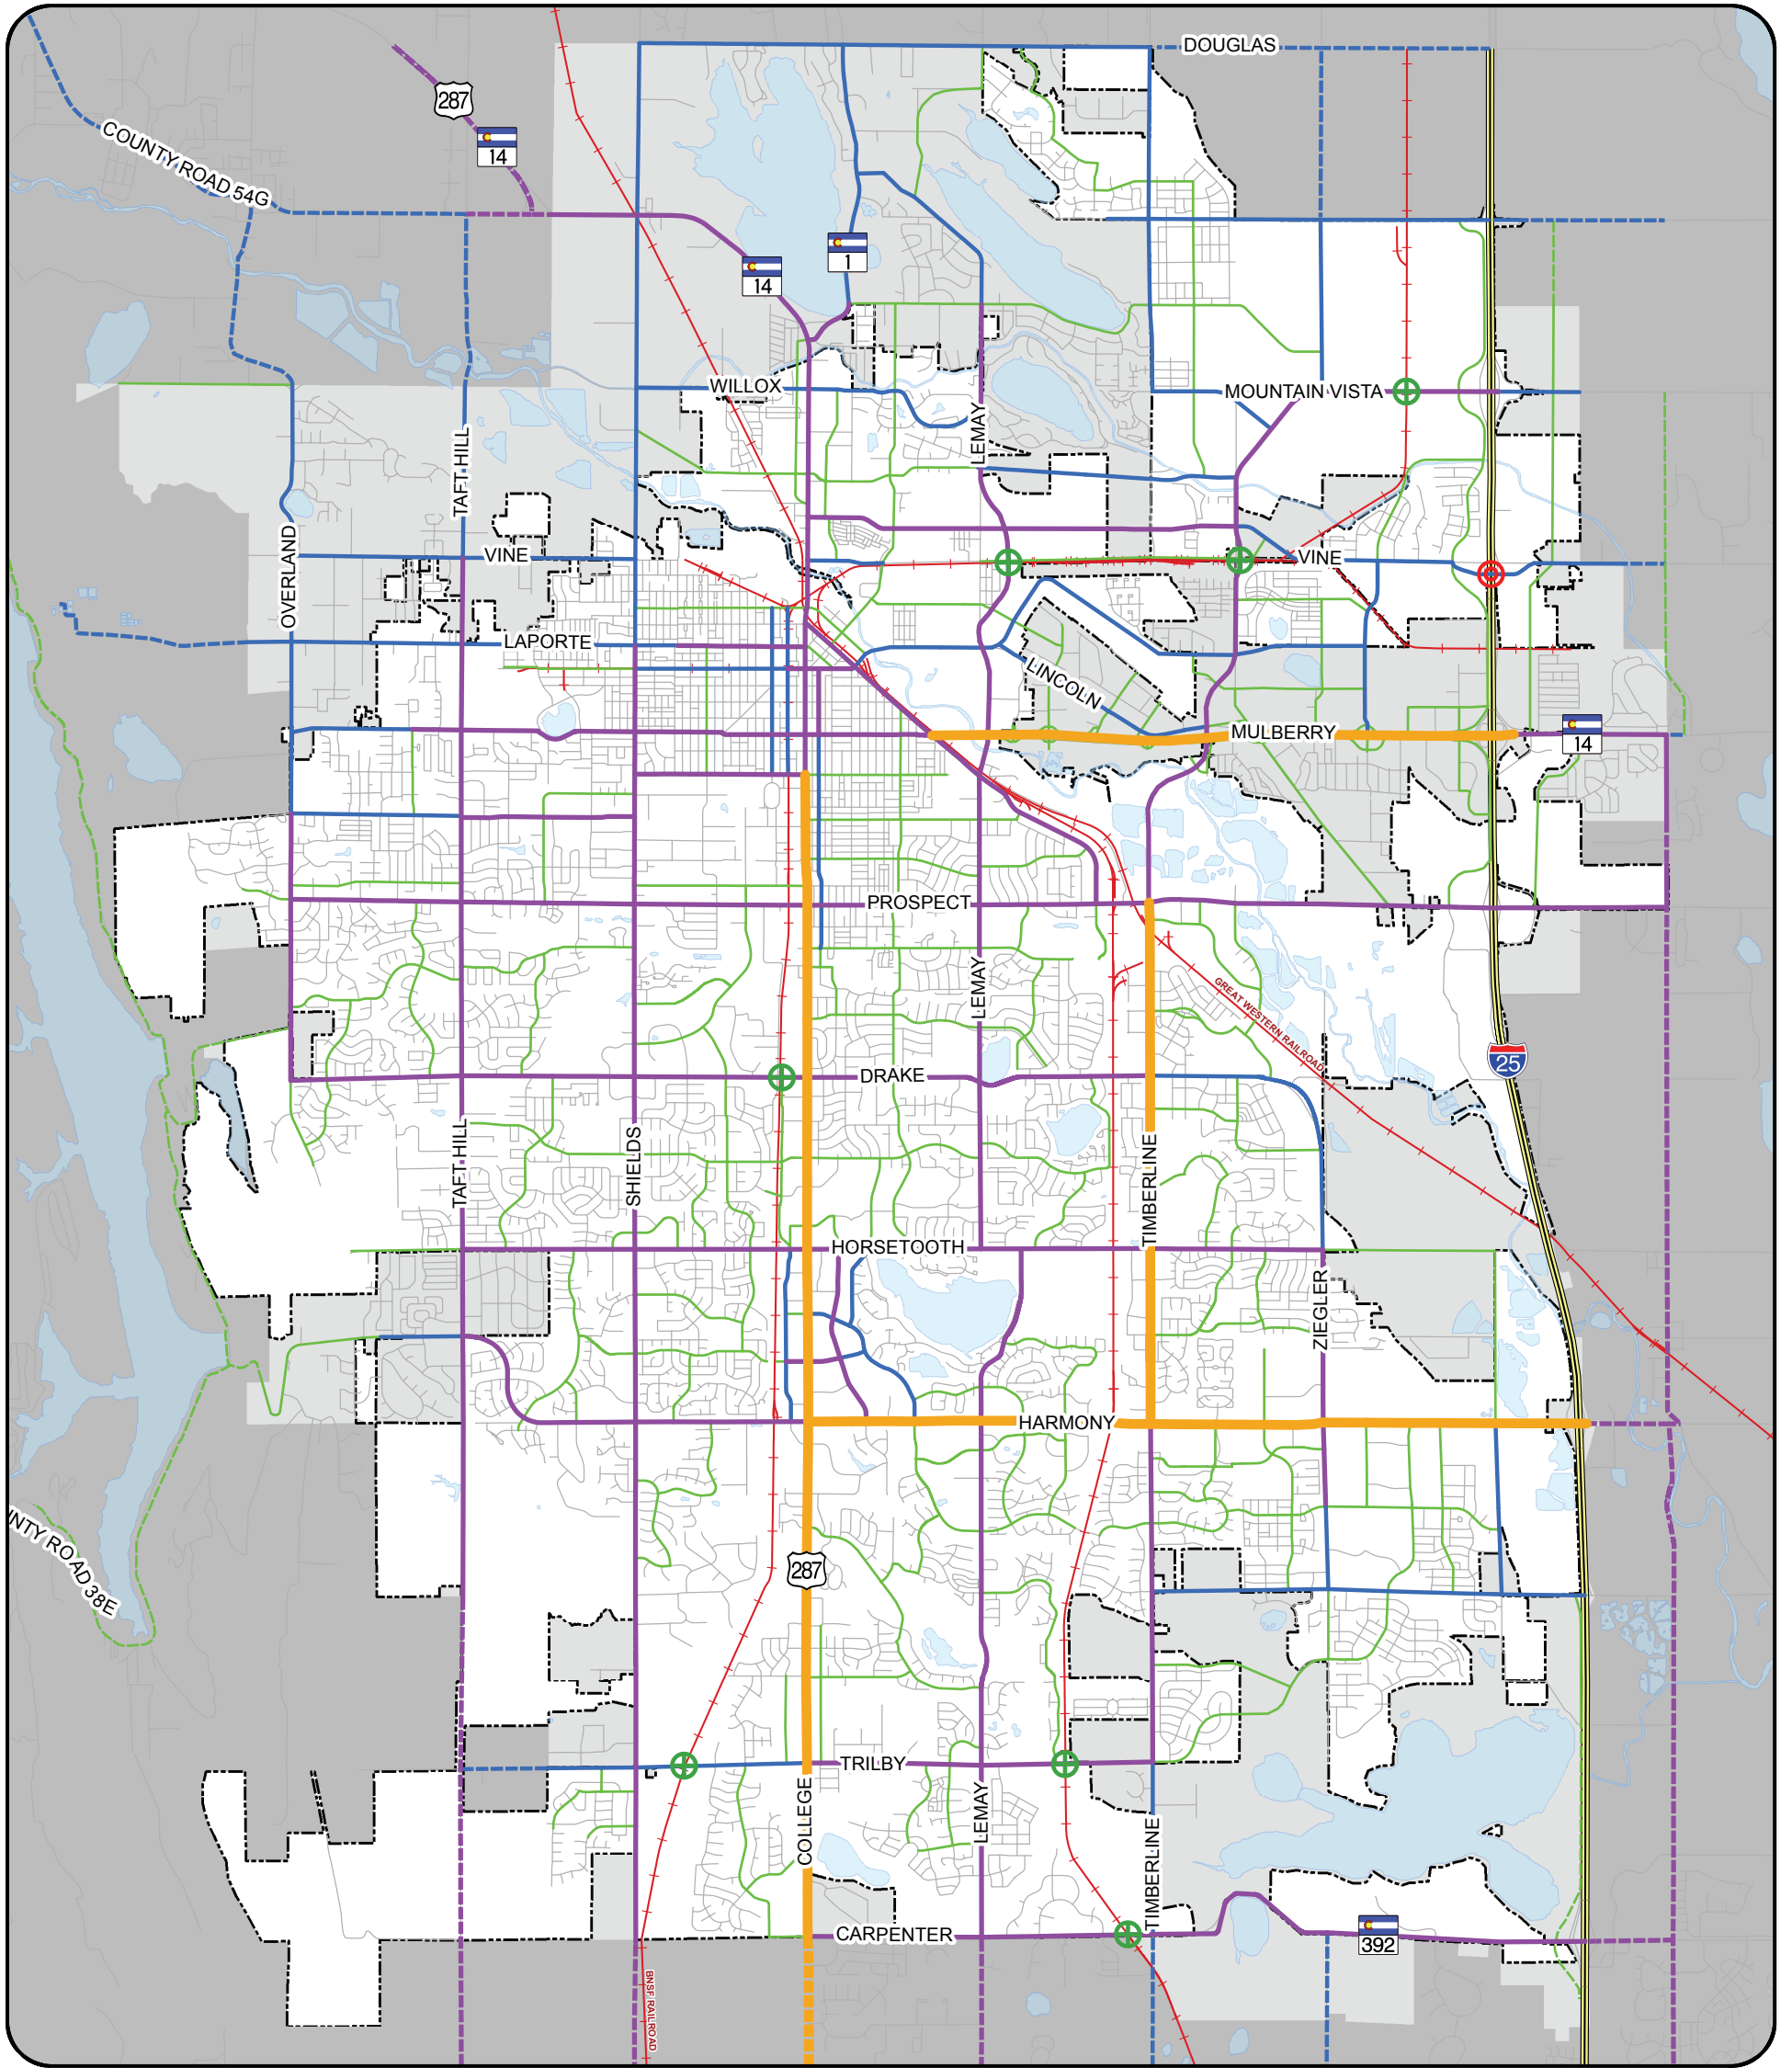 DOUGLAS
287
14
COUNTY ROAD 54G
1
14
WILLOX
MOUNTAIN VISTA
LEMAY
TAFT HILL
OVERLAND
VINE
VINE
LAPORTE
LINCOLN
MULBERRY
14
PROSPECT
LEMAY
GREAT WESTERN RAILROAD
25
DRAKE
TAFT HILL
SHIELDS
TIMBERLINE
HORSETOOTH
ZIEGLER
HARMONY
NTY ROAD 38E
287
TRILBY
COLLEGE
LEMAY
TIMBERLINE
CARPENTER
392
BNSF RAILROAD